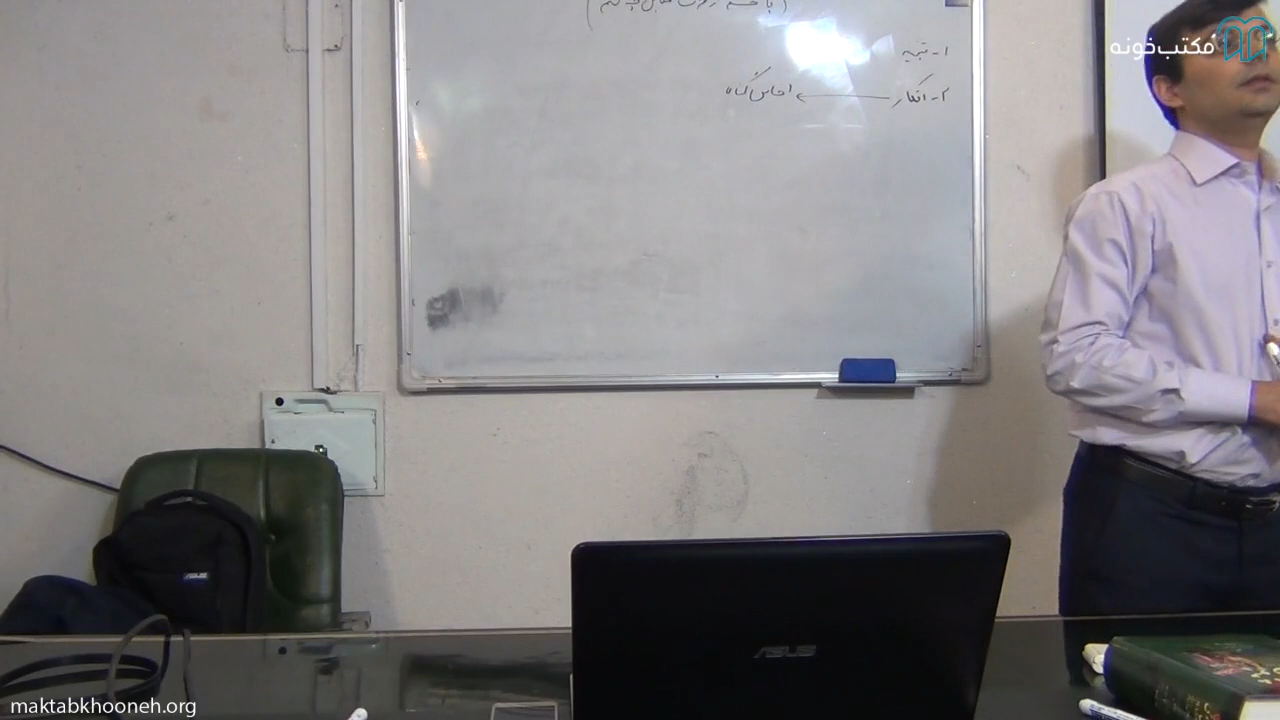 مکتب‌خونه
۱- تنبیه
۲- انکار ← احساس گناه
ASUS
ASUS
maktabkhooneh.org